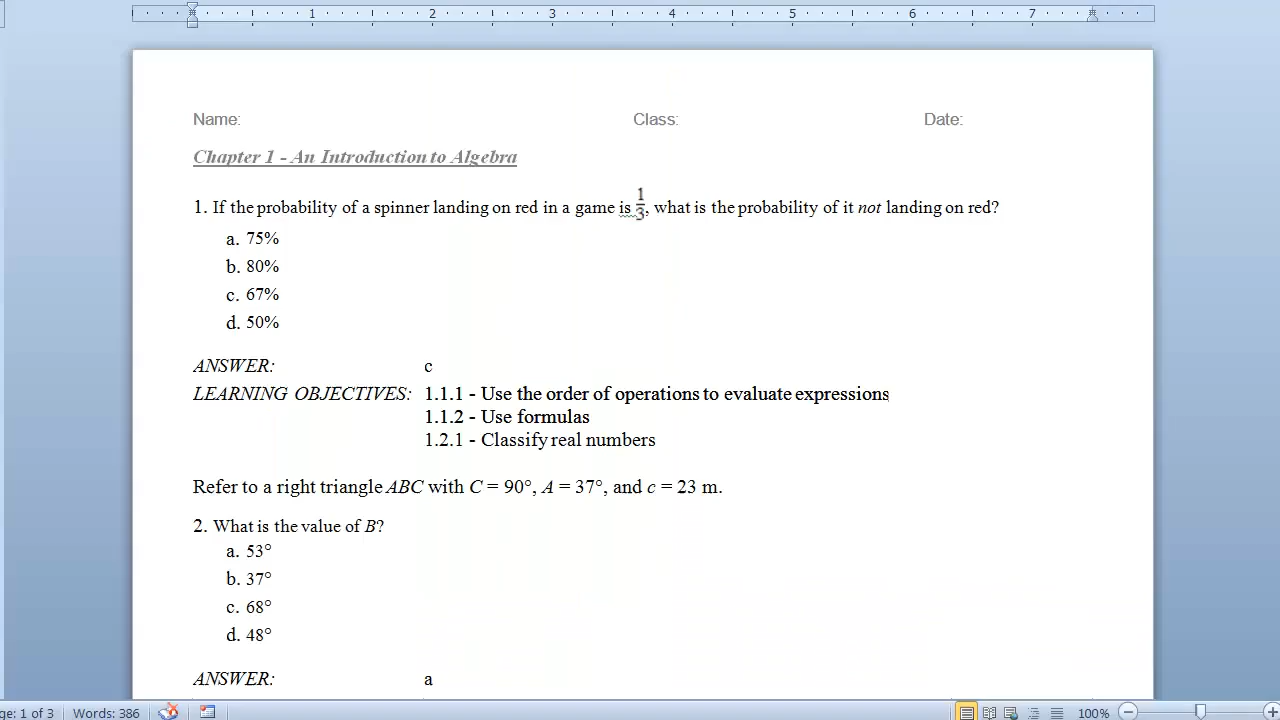 1 2 3 4 5 6 7
Name: Class: Date:
Chapter 1 - An Introduction to Algebra
1. If the probability of a spinner landing on red in a game is 1/3, what is the probability of it not landing on red?
a. 75%
b. 80%
c. 67%
d. 50%
ANSWER: c
LEARNING OBJECTIVES: 1.1.1 - Use the order of operations to evaluate expressions
1.1.2 - Use formulas
1.2.1 - Classify real numbers
Refer to a right triangle ABC with C = 90°, A = 37°, and c = 23 m.
2. What is the value of B?
a. 53°
b. 37°
c. 68°
d. 48°
ANSWER: a
ge: 1 of 3 Words: 386 100%